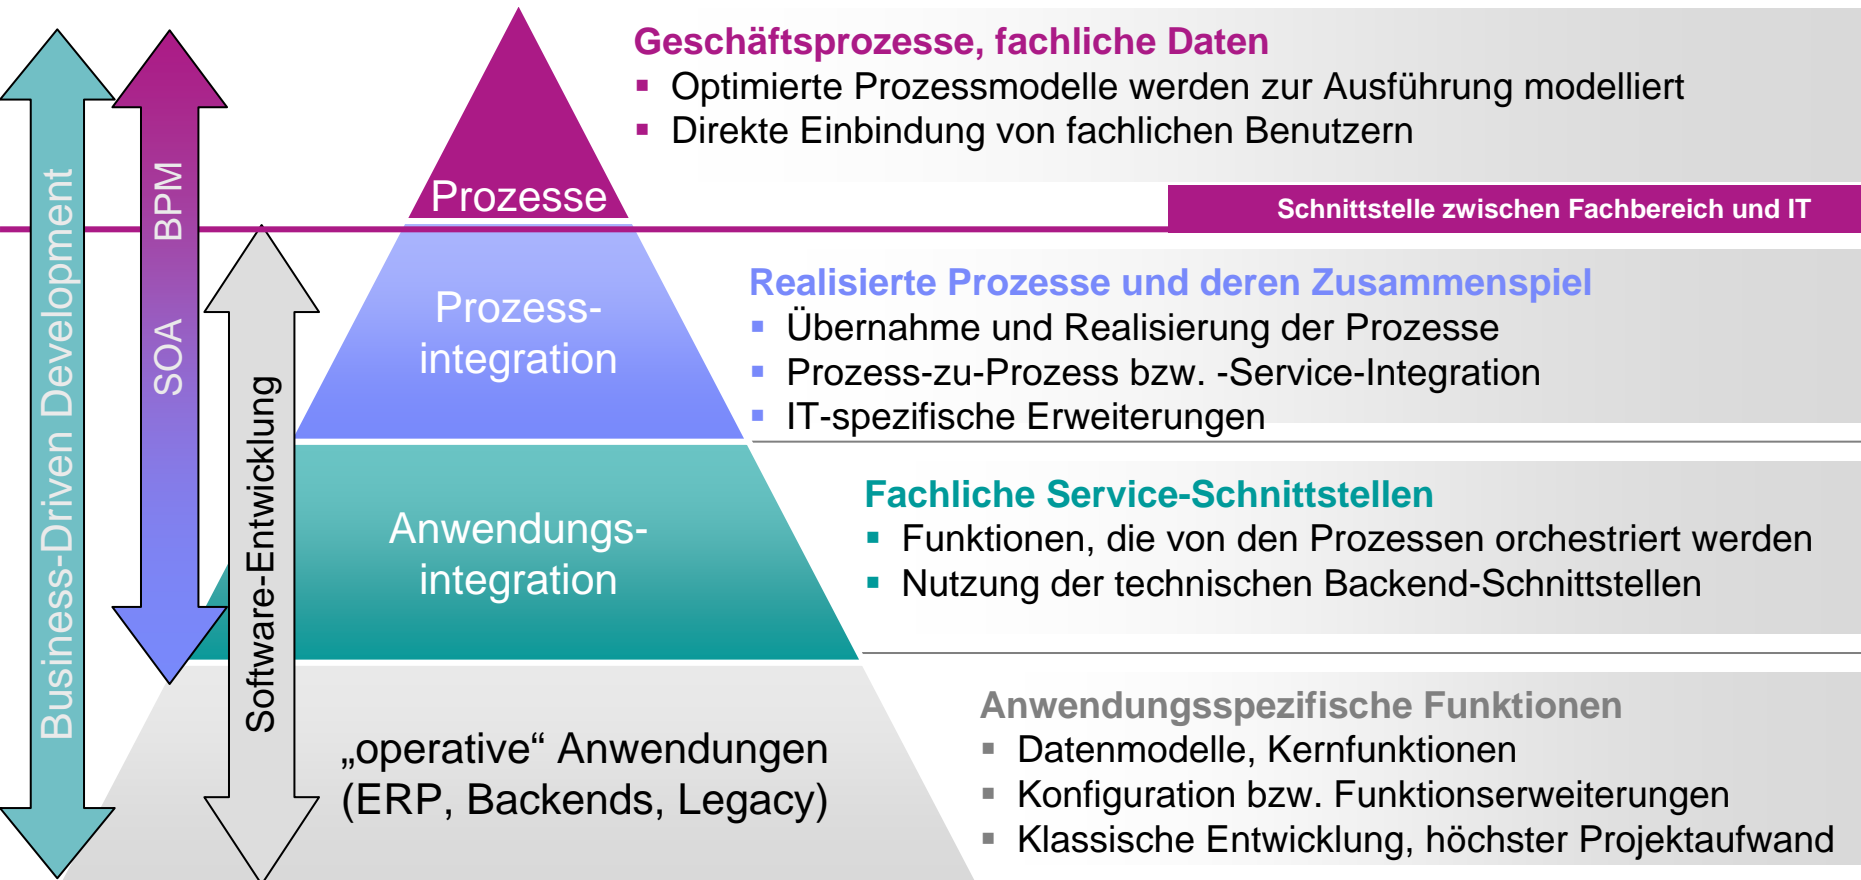 Geschäftsprozesse, fachliche Daten
▪ Optimierte Prozessmodelle werden zur Ausführung modelliert
▪ Direkte Einbindung von fachlichen Benutzern
Schnittstelle zwischen Fachbereich und IT
Realisierte Prozesse und deren Zusammenspiel
▪ Übernahme und Realisierung der Prozesse
▪ Prozess-zu-Prozess bzw. -Service-Integration
▪ IT-spezifische Erweiterungen
Fachliche Service-Schnittstellen
▪ Funktionen, die von den Prozessen orchestriert werden
▪ Nutzung der technischen Backend-Schnittstellen
Anwendungsspezifische Funktionen
▪ Datenmodelle, Kernfunktionen
▪ Konfiguration bzw. Funktionserweiterungen
▪ Klassische Entwicklung, höchster Projektaufwand
Prozesse
Prozess-
integration
Anwendungs-
integration
„operative“ Anwendungen
(ERP, Backends, Legacy)
Business-Driven Development
SOA BPM
Software-Entwicklung